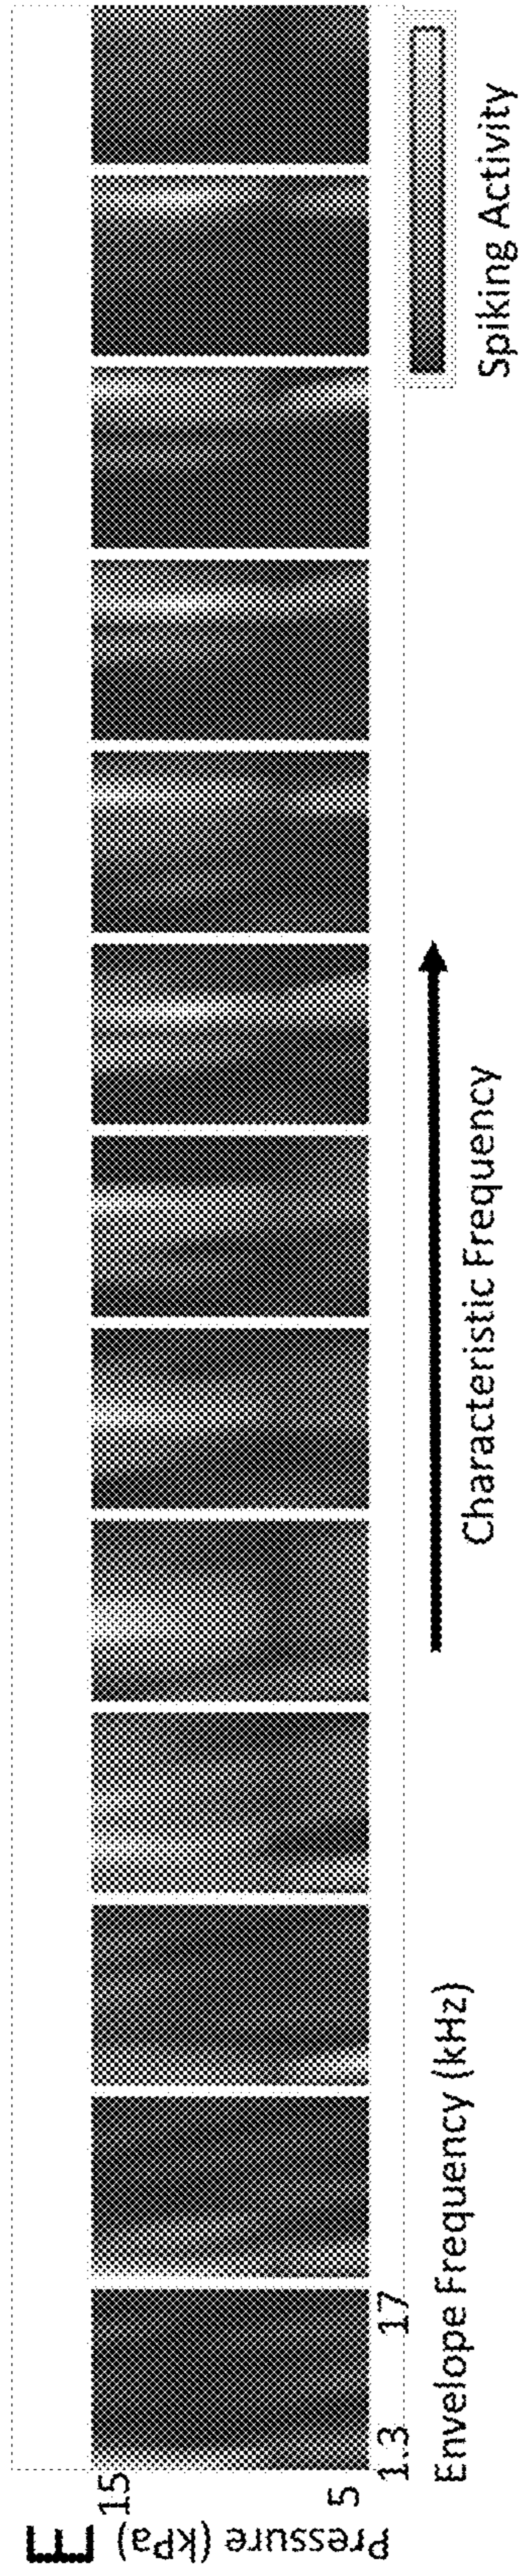 E
Pressure (kPa)
15
5
1.3
17
Envelope Frequency (kHz)
Characteristic Frequency
Spiking Activity